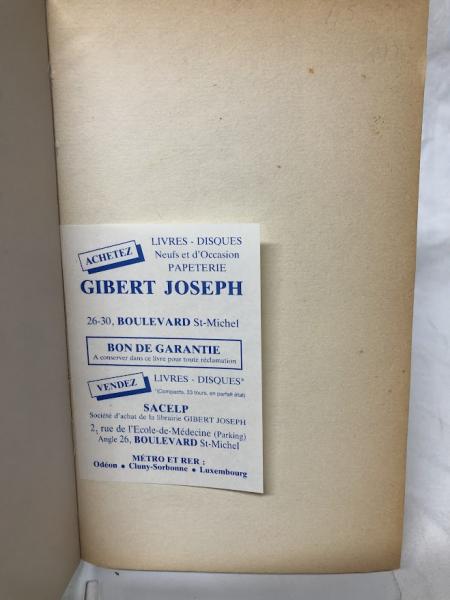 ACHETEZ
LIVRES - DISQUES
Neufs et d'Occasion
PAPETERIE
GIBERT JOSEPH
26-30, BOULEVARD St-Michel
BON DE GARANTIE
A conserver dans ce livre pour toute réclamation
VENDEZ
LIVRES - DISQUES*
*(Compacts, 33 tours, en parfait état)
SACELP
Société d'achat de la librairie GIBERT JOSEPH
2, rue de l'Ecole-de-Médecine (Parking)
Angle 26, BOULEVARD St-Michel
MÉTRO ET RER :
Odéon • Cluny-Sorbonne • Luxembourg